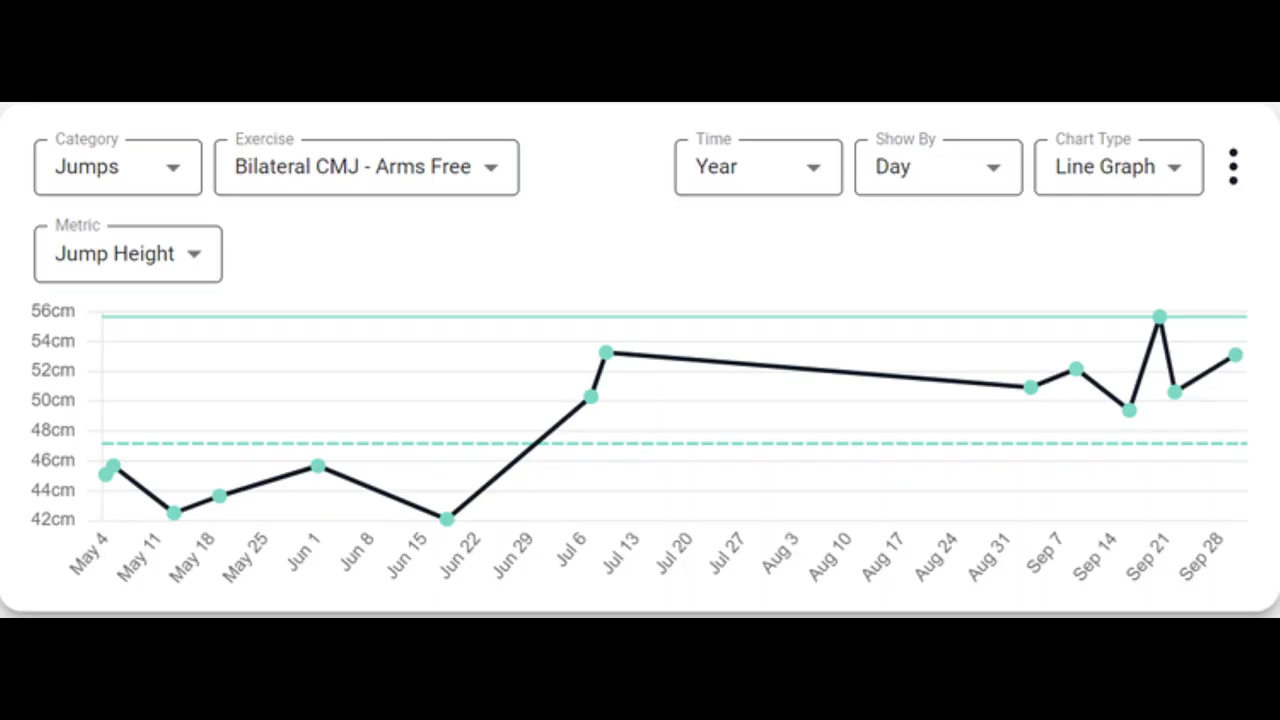 Category
Jumps
Exercise
Bilateral CMJ - Arms Free
Time
Year
Show By
Day
Chart Type
Line Graph
Metric
Jump Height
56cm
54cm
52cm
50cm
48cm
46cm
44cm
42cm
May 4
May 11
May 18
May 25
Jun 1
Jun 8
Jun 15
Jun 22
Jun 29
Jul 6
Jul 13
Jul 20
Jul 27
Aug 3
Aug 10
Aug 17
Aug 24
Aug 31
Sep 7
Sep 14
Sep 21
Sep 28